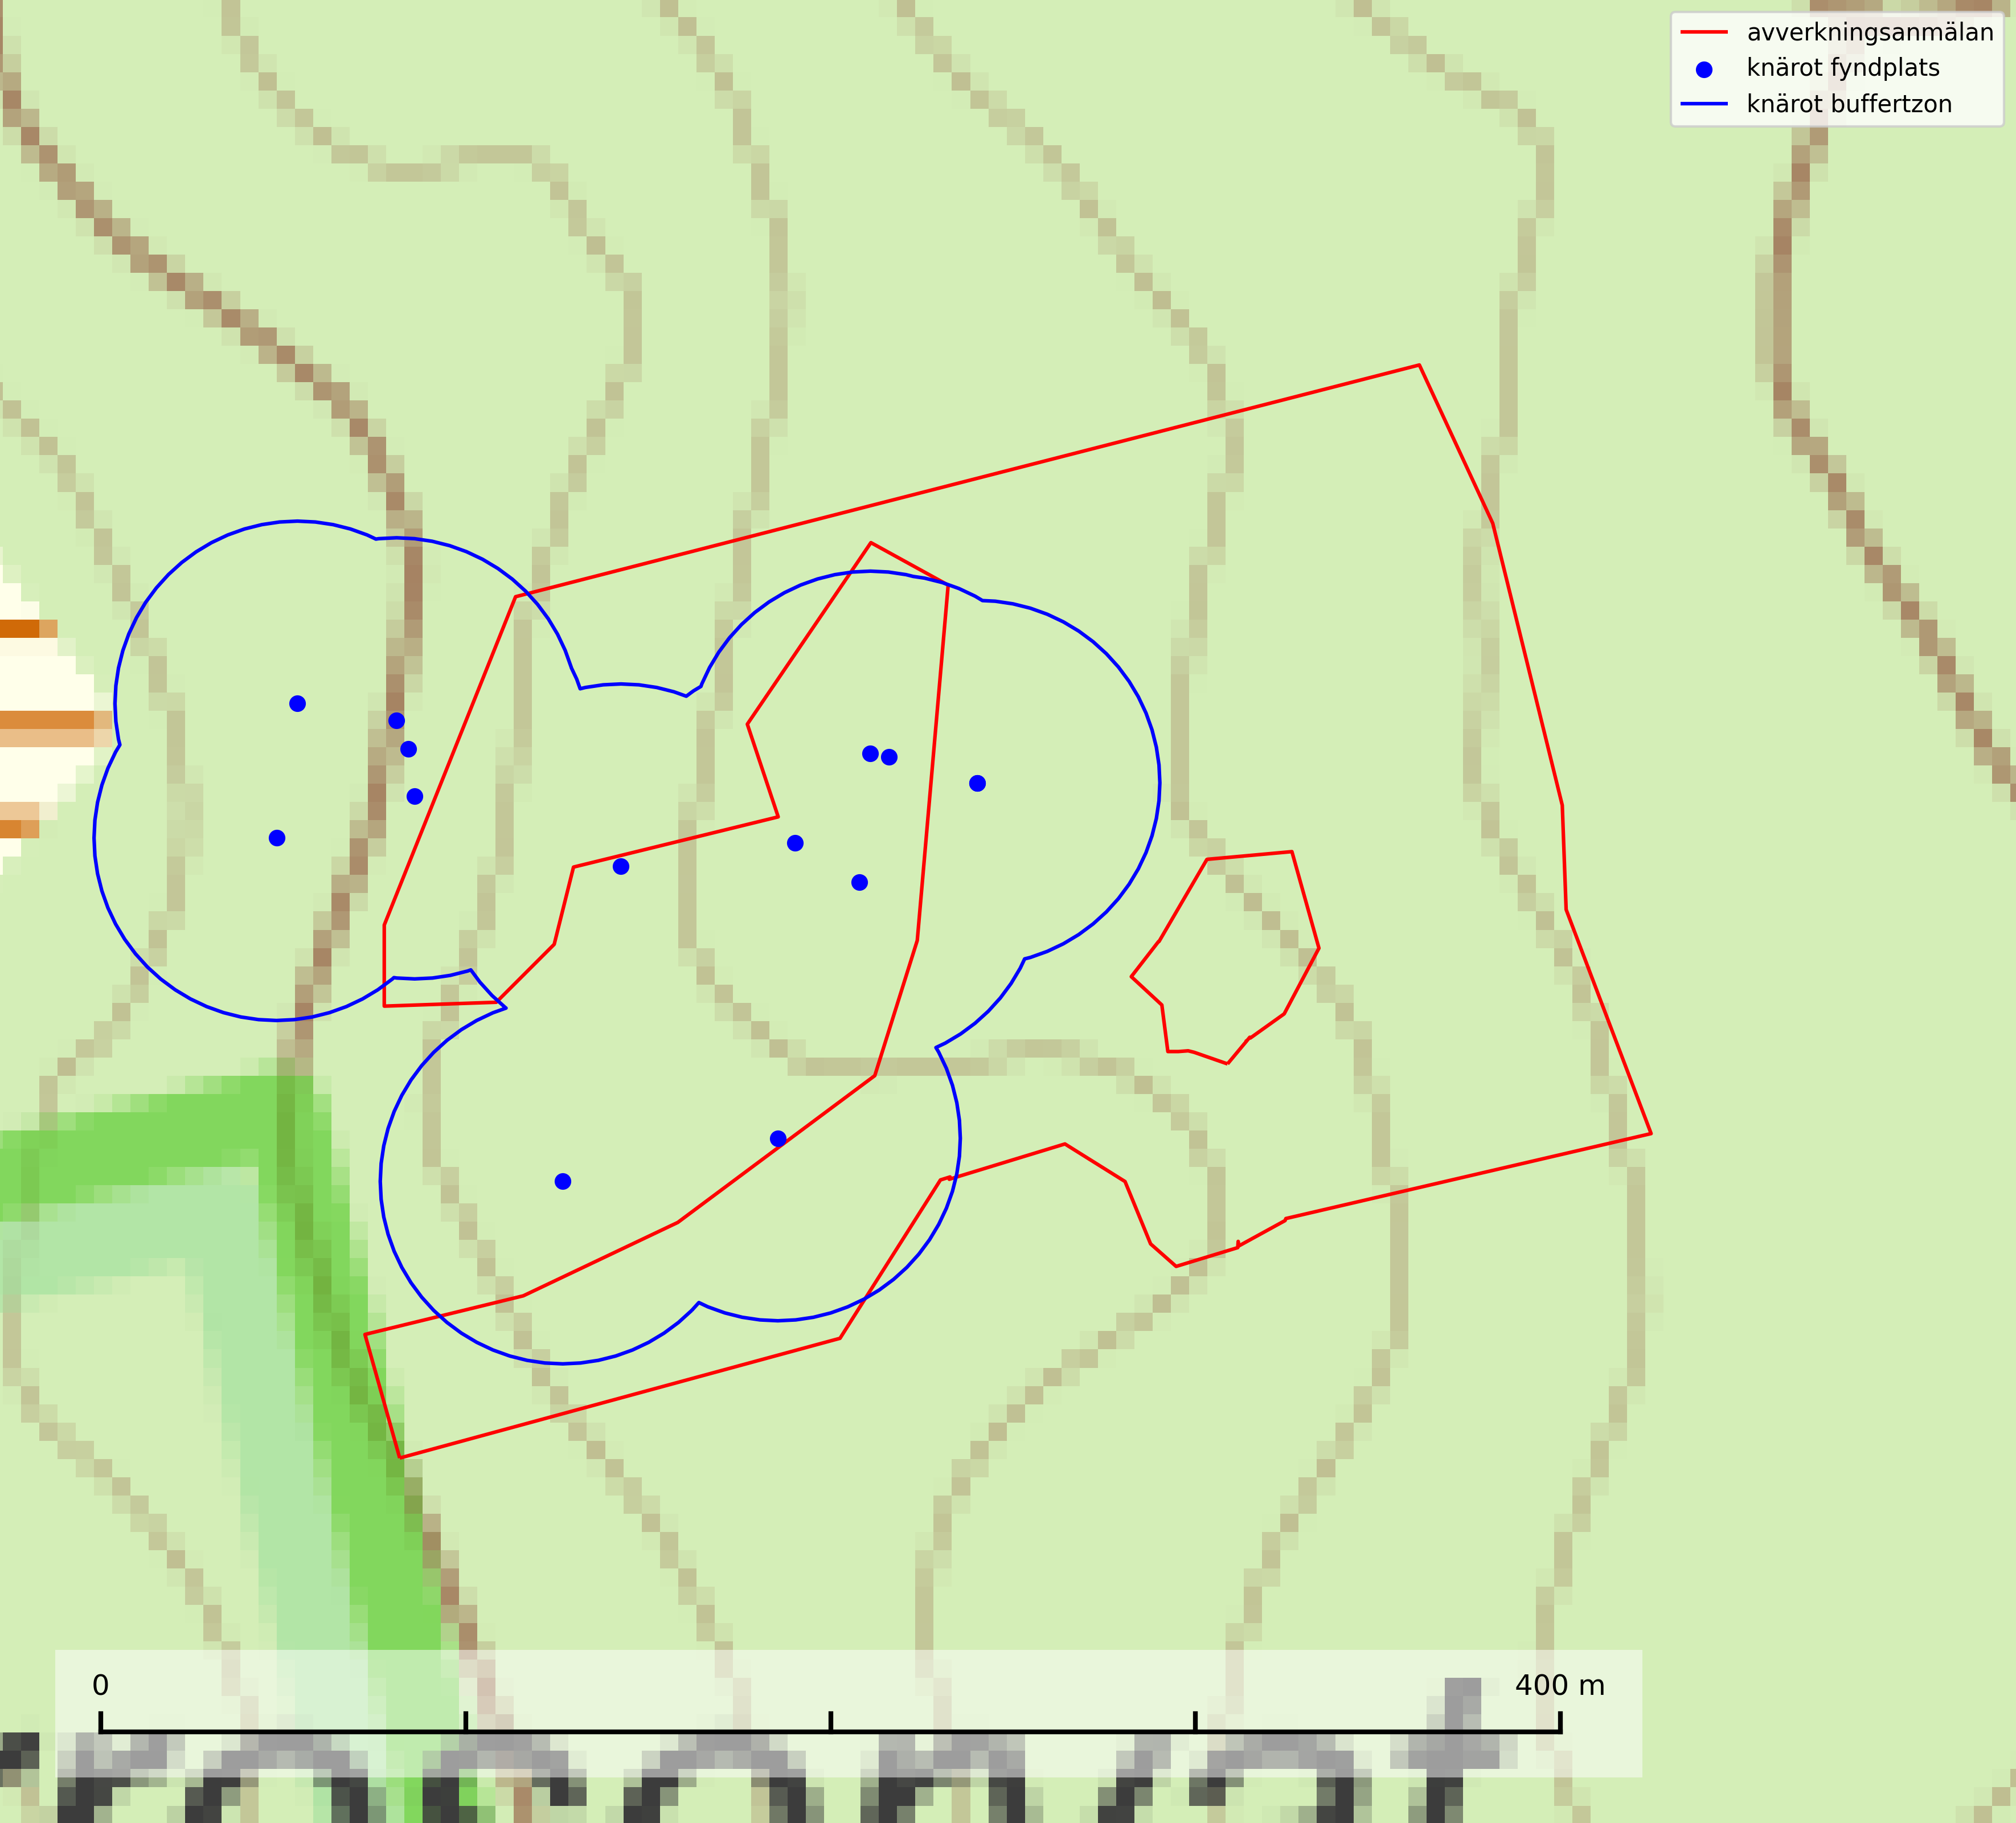 avverkningsanmälan
knärot fyndplats
knärot buffertzon
0
400 m